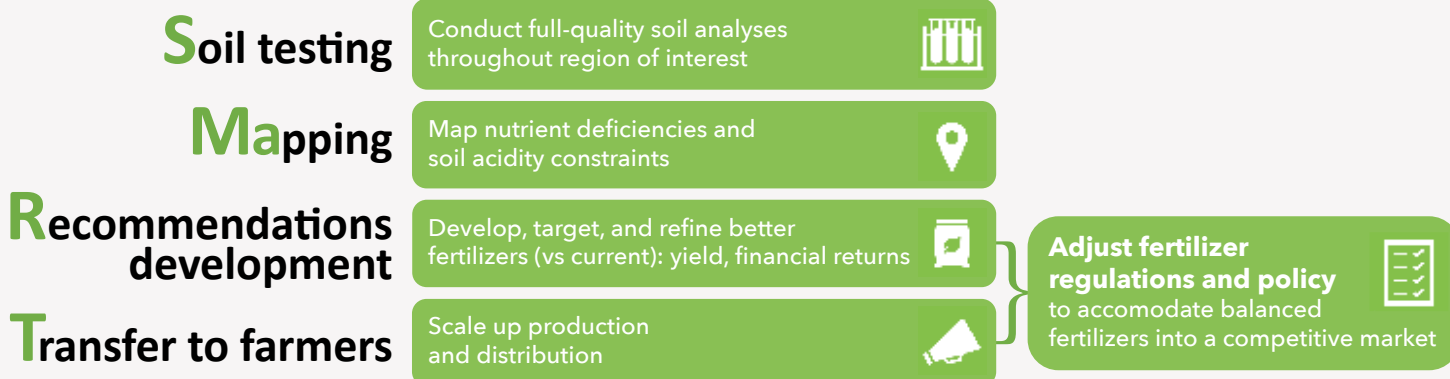 Soil testing
Conduct full-quality soil analyses
throughout region of interest
Mapping
Map nutrient deficiencies and
soil acidity constraints
Recommendations
development
Develop, target, and refine better
fertilizers (vs current): yield, financial returns
Transfer to farmers
Scale up production
and distribution
Adjust fertilizer
regulations and policy
to accomodate balanced
fertilizers into a competitive market